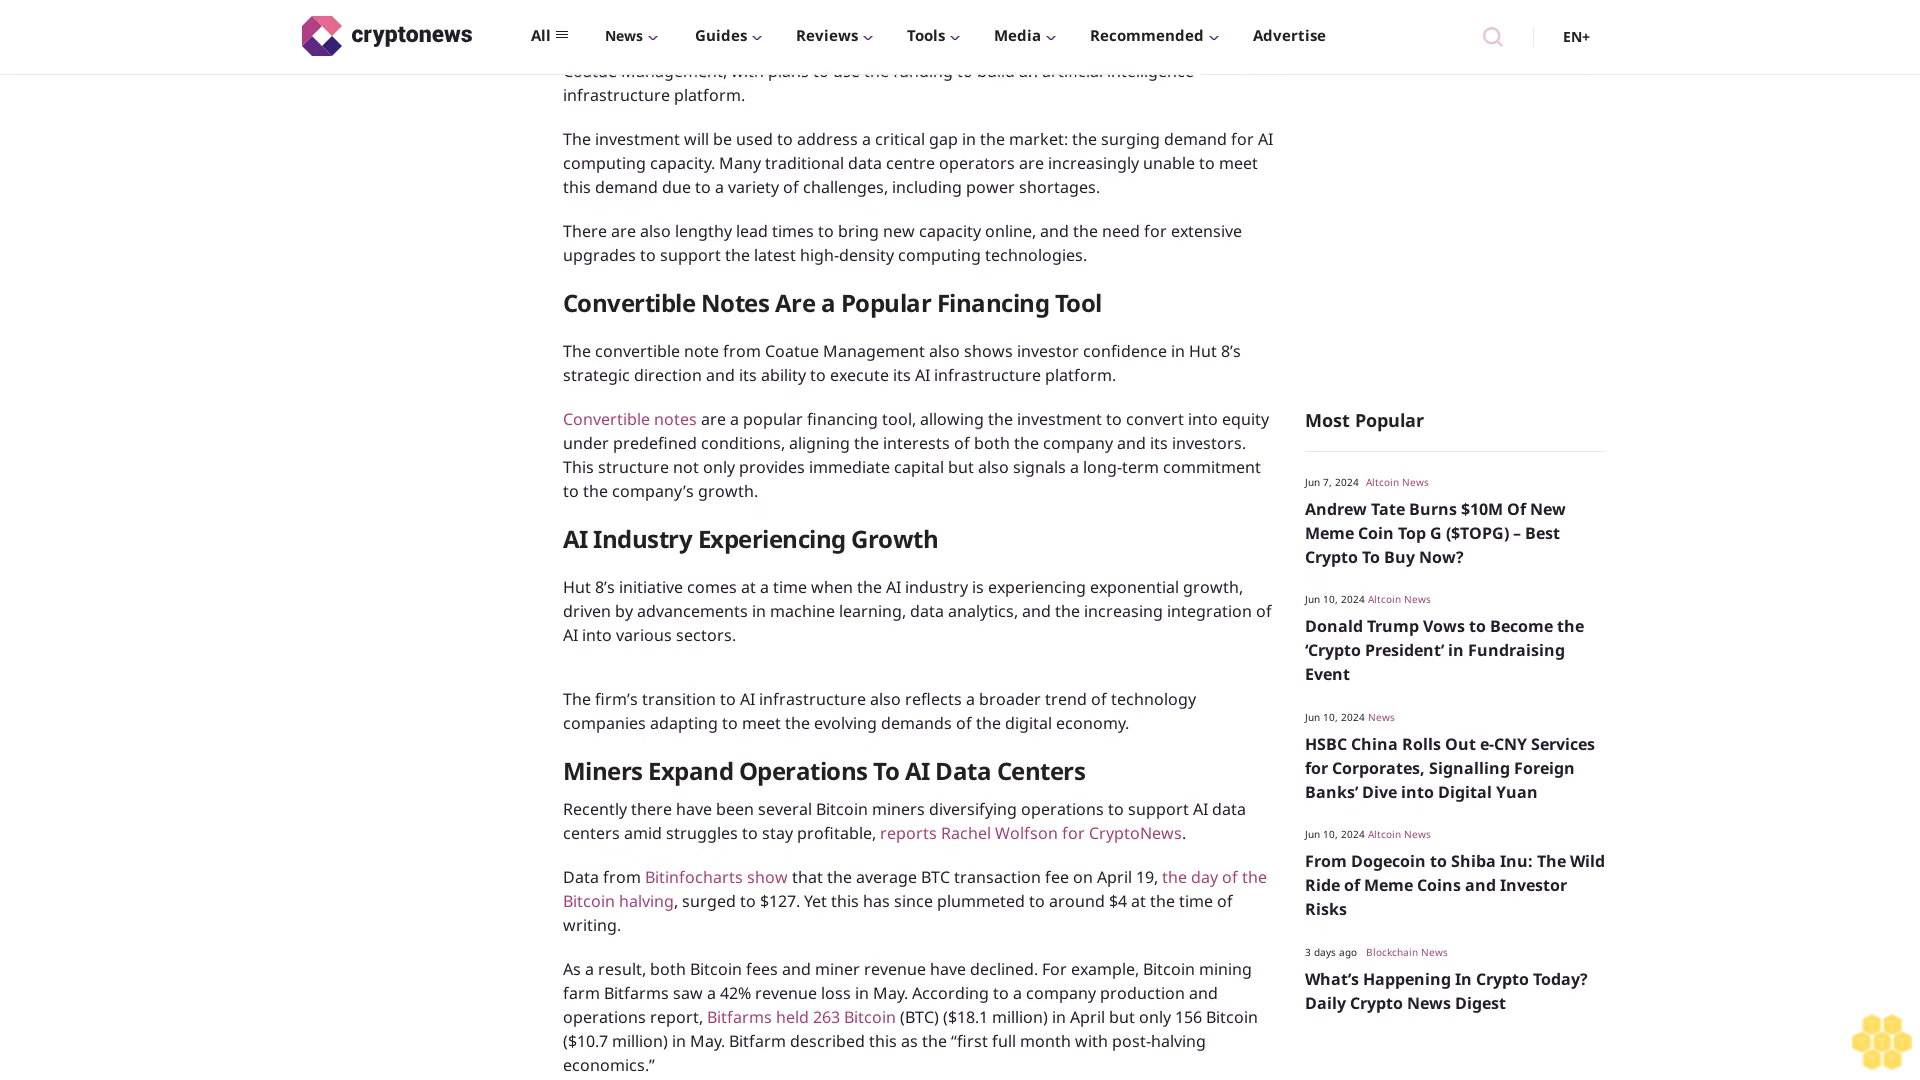 cryptonews
All
News
Guides
Reviews
Tools
Media
Recommended
Advertise
EN+
Coatue Management, with plans to use the funding to build an artificial intelligence
infrastructure platform.
The investment will be used to address a critical gap in the market: the surging demand for AI
computing capacity. Many traditional data centre operators are increasingly unable to meet
this demand due to a variety of challenges, including power shortages.
There are also lengthy lead times to bring new capacity online, and the need for extensive
upgrades to support the latest high-density computing technologies.
Convertible Notes Are a Popular Financing Tool
The convertible note from Coatue Management also shows investor confidence in Hut 8’s
strategic direction and its ability to execute its AI infrastructure platform.
Convertible notes are a popular financing tool, allowing the investment to convert into equity
under predefined conditions, aligning the interests of both the company and its investors.
This structure not only provides immediate capital but also signals a long-term commitment
to the company’s growth.
AI Industry Experiencing Growth
Hut 8’s initiative comes at a time when the AI industry is experiencing exponential growth,
driven by advancements in machine learning, data analytics, and the increasing integration of
AI into various sectors.
The firm’s transition to AI infrastructure also reflects a broader trend of technology
companies adapting to meet the evolving demands of the digital economy.
Miners Expand Operations To AI Data Centers
Recently there have been several Bitcoin miners diversifying operations to support AI data
centers amid struggles to stay profitable, reports Rachel Wolfson for CryptoNews.
Data from Bitinfocharts show that the average BTC transaction fee on April 19, the day of the
Bitcoin halving, surged to $127. Yet this has since plummeted to around $4 at the time of
writing.
As a result, both Bitcoin fees and miner revenue have declined. For example, Bitcoin mining
farm Bitfarms saw a 42% revenue loss in May. According to a company production and
operations report, Bitfarms held 263 Bitcoin (BTC) ($18.1 million) in April but only 156 Bitcoin
($10.7 million) in May. Bitfarm described this as the “first full month with post-halving
economics.”
Most Popular
Jun 7, 2024 Altcoin News
Andrew Tate Burns $10M Of New
Meme Coin Top G ($TOPG) – Best
Crypto To Buy Now?
Jun 10, 2024 Altcoin News
Donald Trump Vows to Become the
‘Crypto President’ in Fundraising
Event
Jun 10, 2024 News
HSBC China Rolls Out e-CNY Services
for Corporates, Signalling Foreign
Banks’ Dive into Digital Yuan
Jun 10, 2024 Altcoin News
From Dogecoin to Shiba Inu: The Wild
Ride of Meme Coins and Investor
Risks
3 days ago Blockchain News
What’s Happening In Crypto Today?
Daily Crypto News Digest